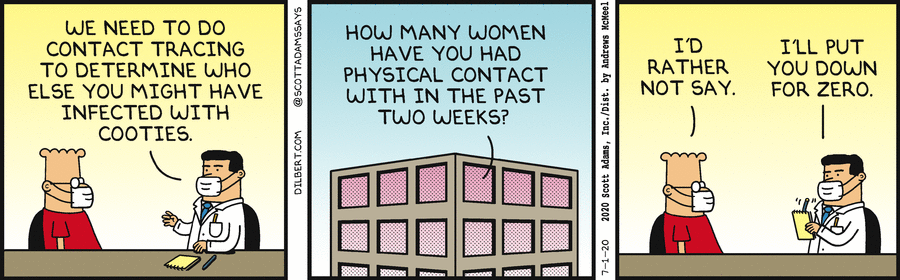 WE NEED TO DO
CONTACT TRACING
TO DETERMINE WHO
ELSE YOU MIGHT HAVE
INFECTED WITH
COOTIES.
DILBERT.COM @SCOTTADAMSSAYS
HOW MANY WOMEN
HAVE YOU HAD
PHYSICAL CONTACT
WITH IN THE PAST
TWO WEEKS?
7-1-20 2020 Scott Adams, Inc./Dist. by Andrews McMeel
I'D
RATHER
NOT SAY.
I'LL PUT
YOU DOWN
FOR ZERO.